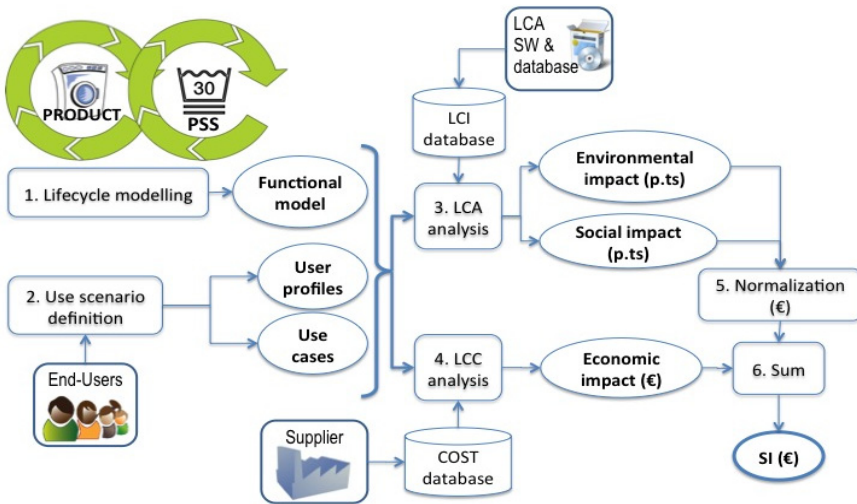 LCA
SW &
database
PRODUCT
30
PSS
LCI
database
1. Lifecycle modelling
Functional
model
3. LCA
analysis
Environmental
impact (p.ts)
Social impact
(p.ts)
2. Use scenario
definition
User
profiles
Use
cases
5. Normalization
(€)
4. LCC
analysis
Economic
impact (€)
6. Sum
End-Users
Supplier
COST
database
SI (€)